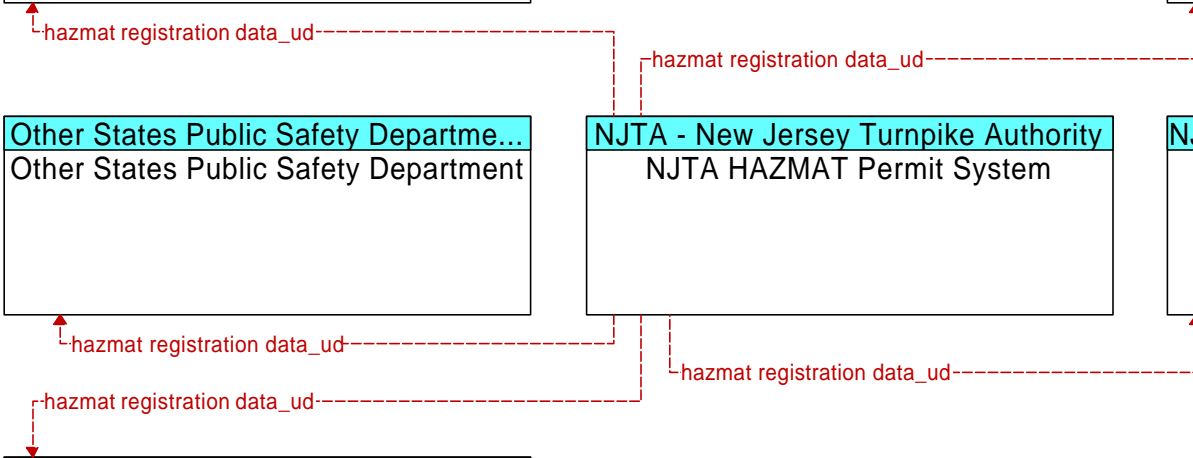 hazmat registration data_ud
hazmat registration data_ud
Other States Public Safety Departme...
NJTA - New Jersey Turnpike Authority
Other States Public Safety Department
NJTA HAZMAT Permit System
hazmat registration data_ud
hazmat registration data_ud
hazmat registration data_ud